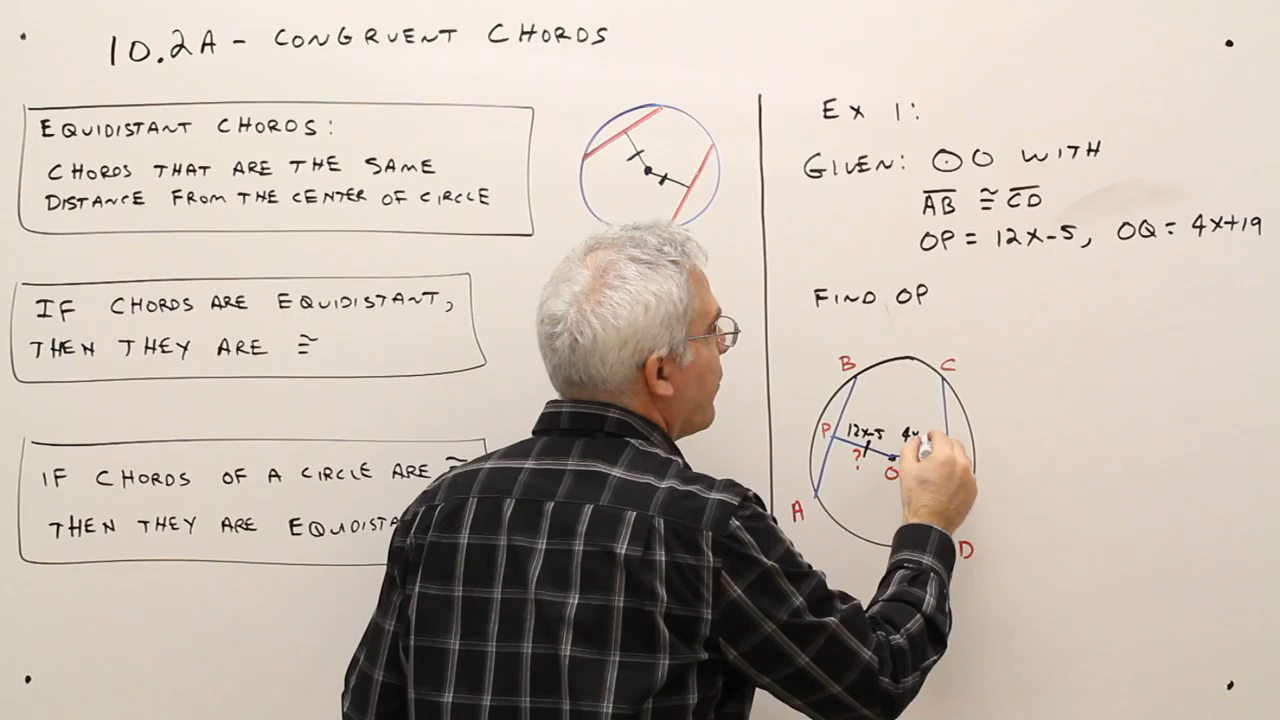 10.2A - CONGRUENT CHORDS
EQUIDISTANT CHORDS:
CHORDS THAT ARE THE SAME
DISTANCE FROM THE CENTER OF CIRCLE
IF CHORDS ARE EQUIDISTANT,
THEN THEY ARE ≅
IF CHORDS OF A CIRCLE ARE ≅
THEN THEY ARE EQUIDISTA
Ex 1:
GIVEN: ⊙O WITH
A̅B̅ ≅ C̅D̅
OP = 12x-5, OQ = 4x+19
FIND OP
B C
P 12x-5 4x
? O
A
D